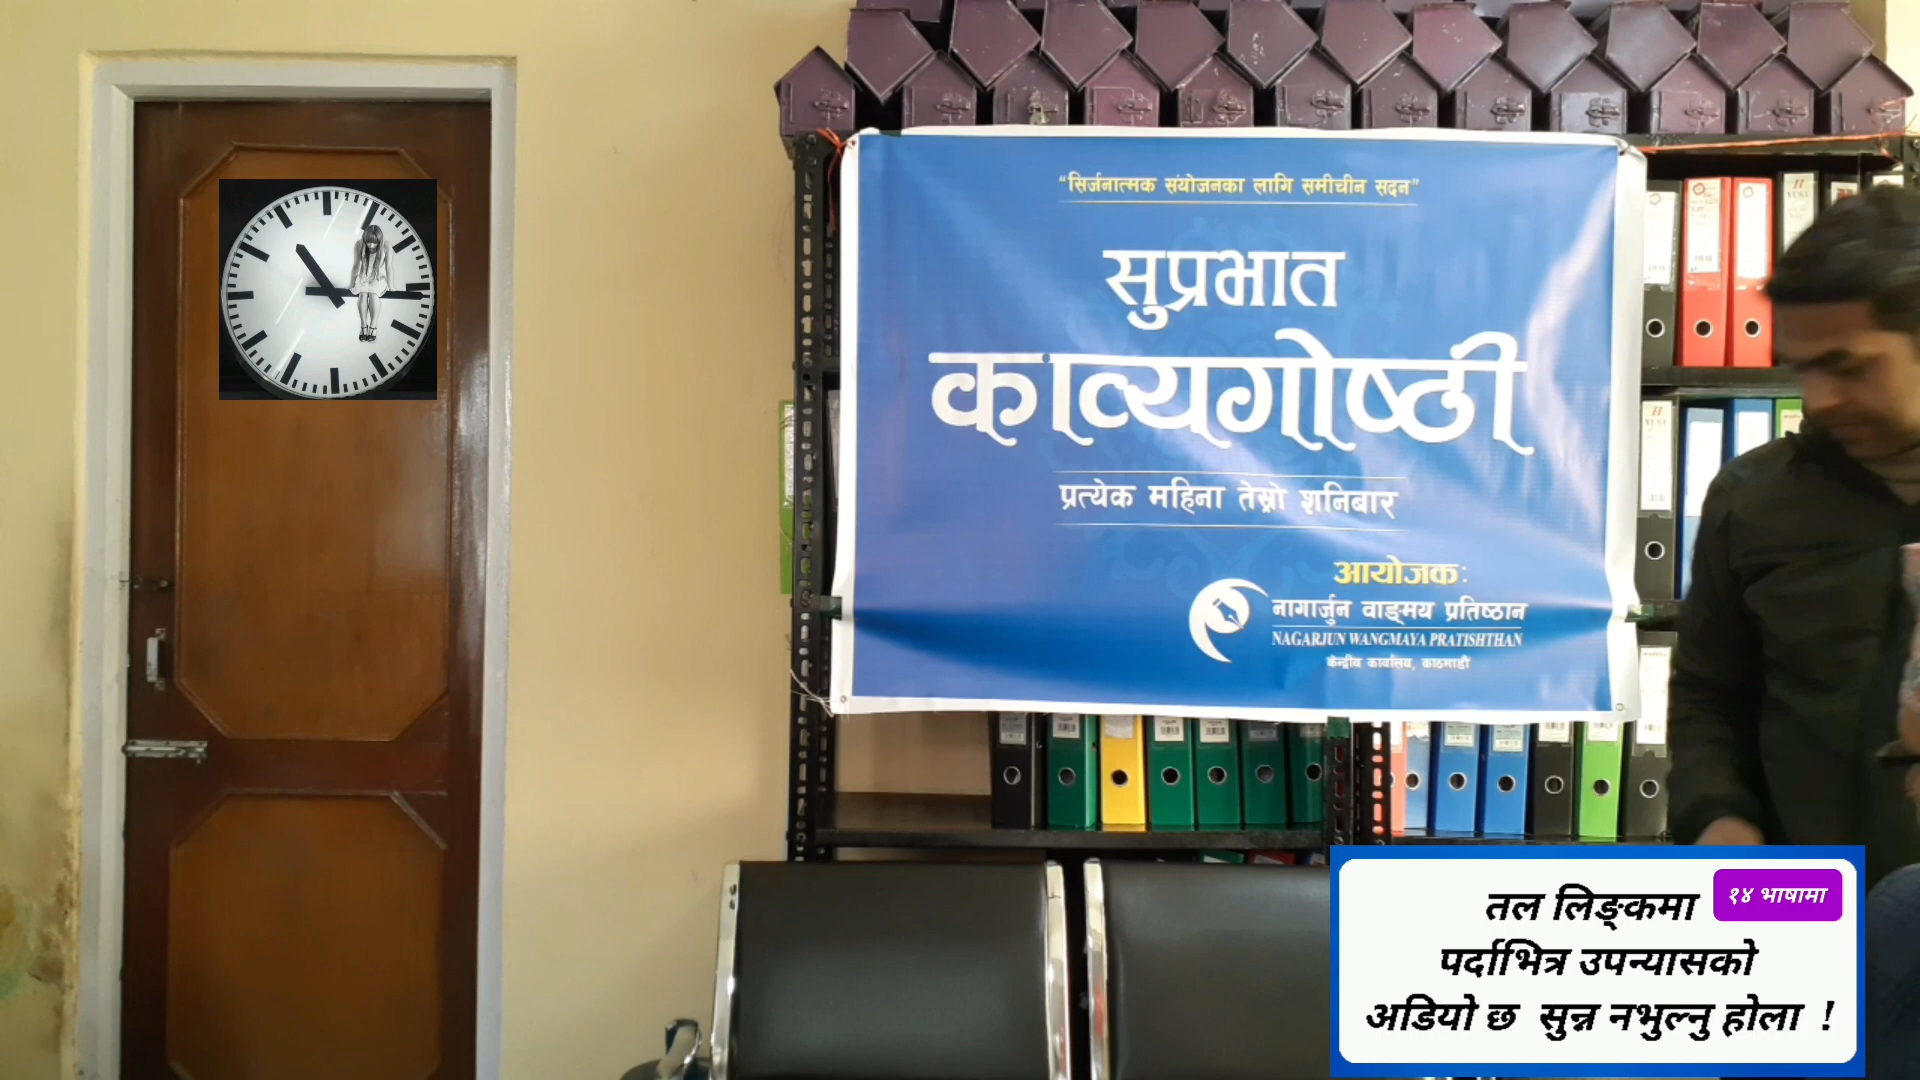 “सिर्जनात्मक संयोजनका लागि समीचीन सदन”
सुप्रभात
काव्यगोष्ठी
प्रत्येक महिना तेस्रो शनिबार
आयोजक:
नागार्जुन वाङ्मय प्रतिष्ठान
NAGARJUN WANGMAYA PRATISHTHAN
केन्द्रीय कार्यालय, काठमाडौं
तल लिङ्कमा १४ भाषामा
पर्दाभित्र उपन्यासको
अडियो छ सुन्न नभुल्नु होला !